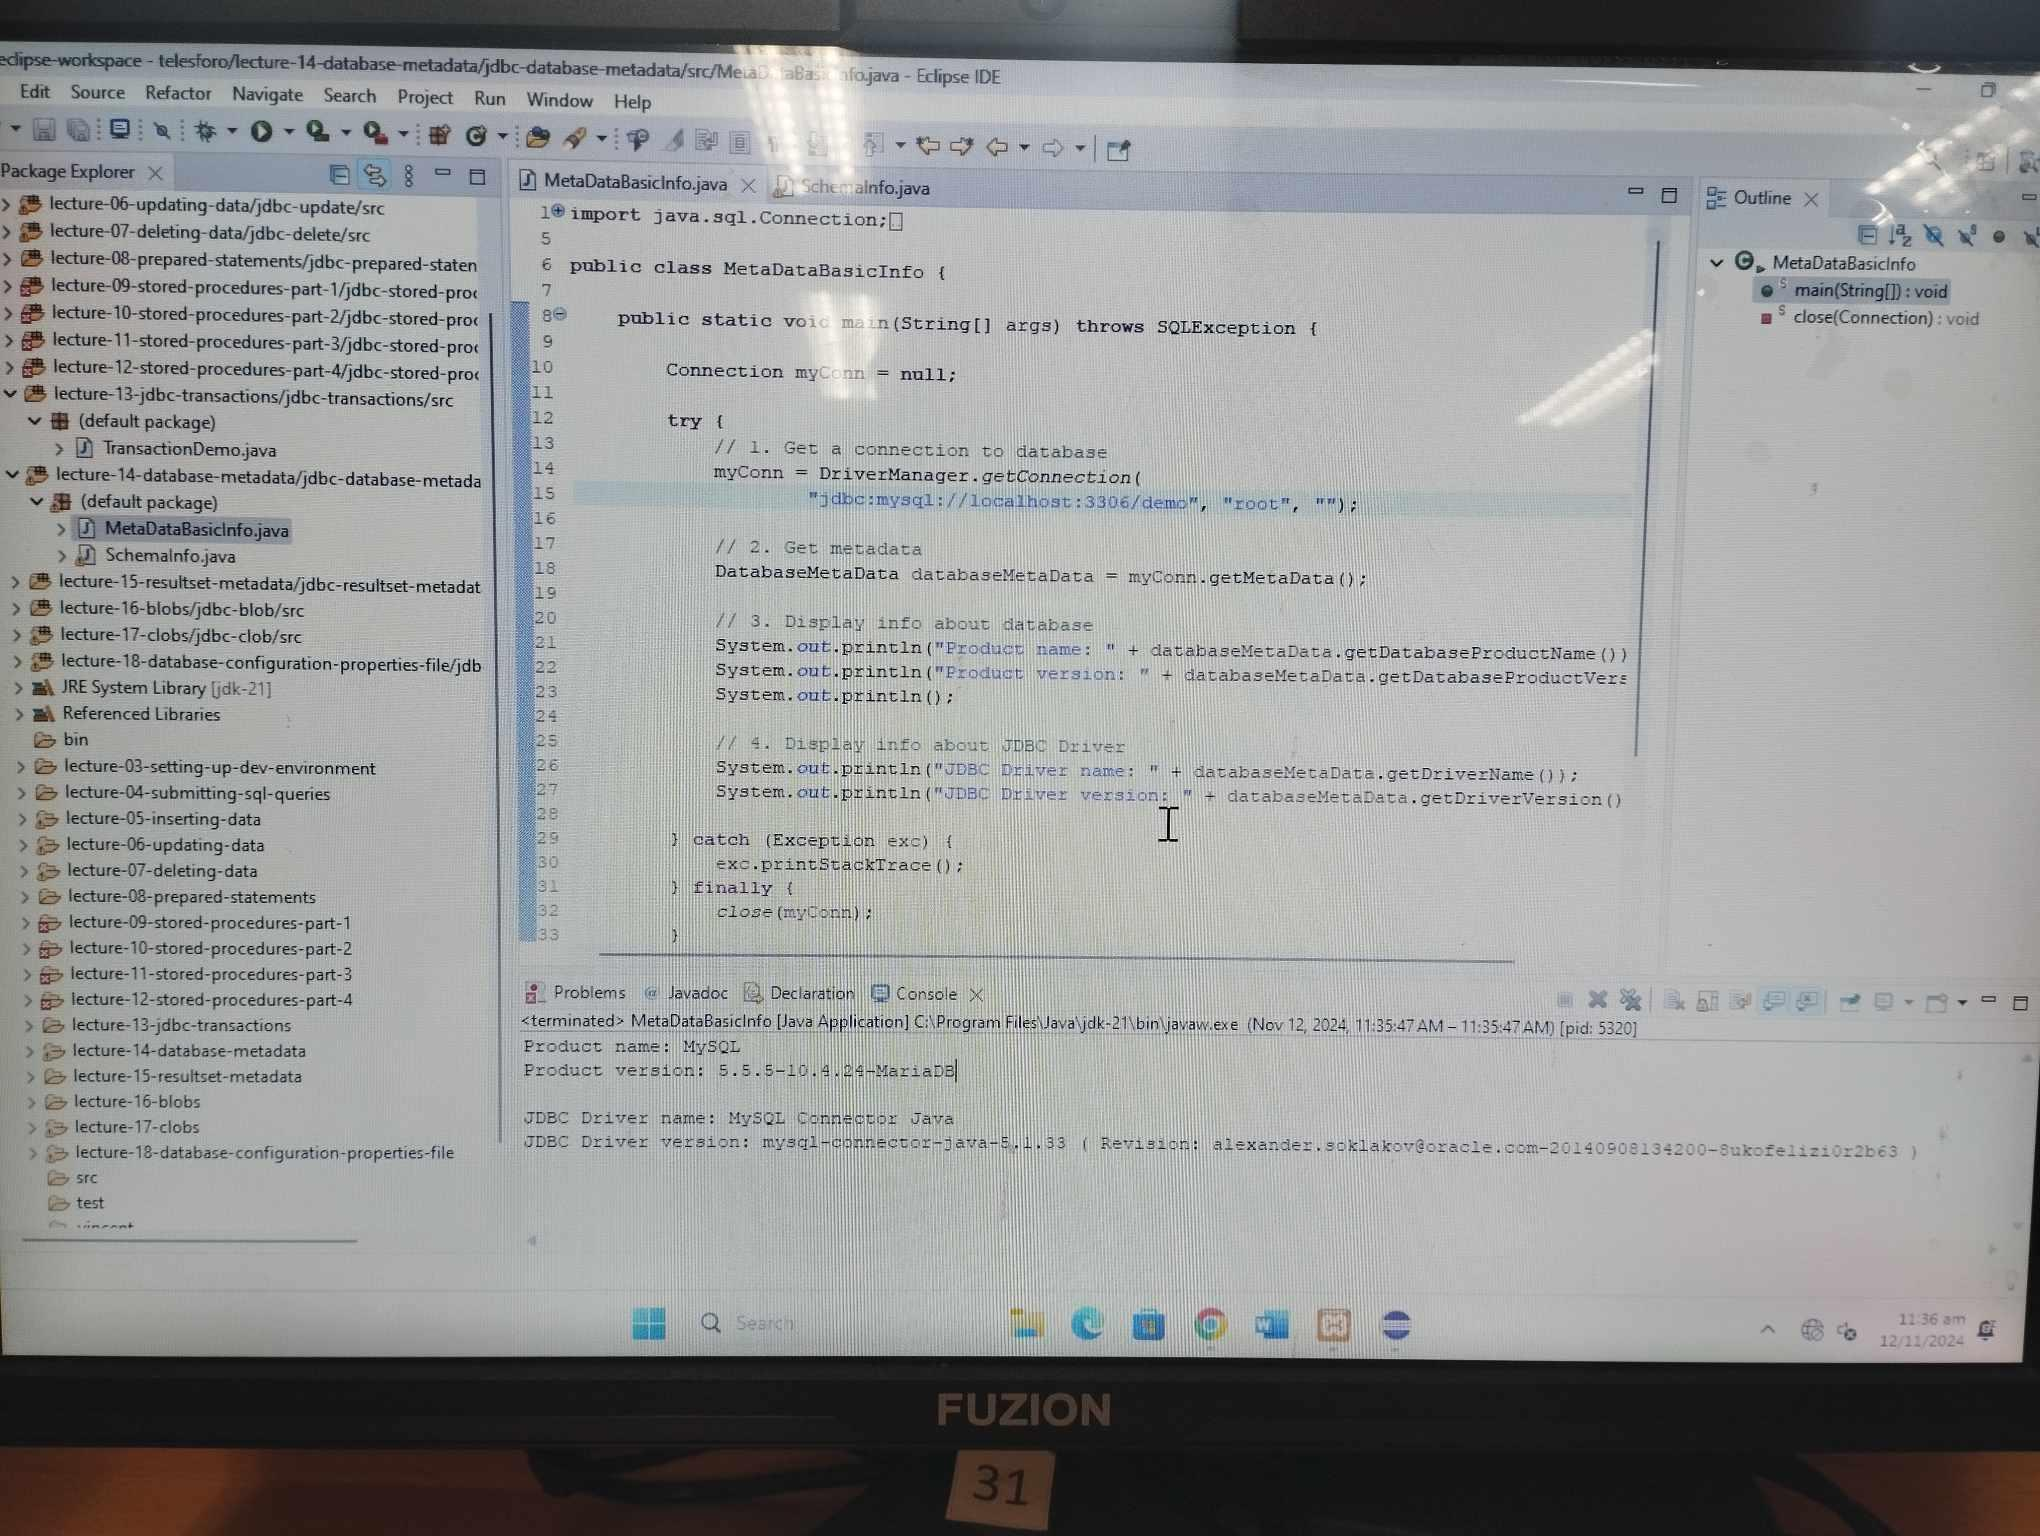 eclipse-workspace - telesforo/lecture-14-database-metadata/jdbc-database-metadata/src/MetaDataBasicInfo.java - Eclipse IDE
Edit Source Refactor Navigate Search Project Run Window Help
Package Explorer
lecture-06-updating-data/jdbc-update/src
lecture-07-deleting-data/jdbc-delete/src
lecture-08-prepared-statements/jdbc-prepared-staten
lecture-09-stored-procedures-part-1/jdbc-stored-proc
lecture-10-stored-procedures-part-2/jdbc-stored-proc
lecture-11-stored-procedures-part-3/jdbc-stored-proc
lecture-12-stored-procedures-part-4/jdbc-stored-proc
lecture-13-jdbc-transactions/jdbc-transactions/src
(default package)
TransactionDemo.java
lecture-14-database-metadata/jdbc-database-metada
(default package)
MetaDataBasicInfo.java
SchemaInfo.java
lecture-15-resultset-metadata/jdbc-resultset-metadat
lecture-16-blobs/jdbc-blob/src
lecture-17-clobs/jdbc-clob/src
lecture-18-database-configuration-properties-file/jdb
JRE System Library [jdk-21]
Referenced Libraries
bin
lecture-03-setting-up-dev-environment
lecture-04-submitting-sql-queries
lecture-05-inserting-data
lecture-06-updating-data
lecture-07-deleting-data
lecture-08-prepared-statements
lecture-09-stored-procedures-part-1
lecture-10-stored-procedures-part-2
lecture-11-stored-procedures-part-3
lecture-12-stored-procedures-part-4
lecture-13-jdbc-transactions
lecture-14-database-metadata
lecture-15-resultset-metadata
lecture-16-blobs
lecture-17-clobs
lecture-18-database-configuration-properties-file
src
test
vincent
MetaDataBasicInfo.java SchemaInfo.java
1 import java.sql.Connection;
5
6 public class MetaDataBasicInfo {
7
8 public static void main(String[] args) throws SQLException {
9
10 Connection myConn = null;
11
12 try {
13 // 1. Get a connection to database
14 myConn = DriverManager.getConnection(
15 "jdbc:mysql://localhost:3306/demo", "root", "");
16
17 // 2. Get metadata
18 DatabaseMetaData databaseMetaData = myConn.getMetaData();
19
20 // 3. Display info about database
21 System.out.println("Product name: " + databaseMetaData.getDatabaseProductName())
22 System.out.println("Product version: " + databaseMetaData.getDatabaseProductVers
23 System.out.println();
24
25 // 4. Display info about JDBC Driver
26 System.out.println("JDBC Driver name: " + databaseMetaData.getDriverName());
27 System.out.println("JDBC Driver version: " + databaseMetaData.getDriverVersion()
28
29 } catch (Exception exc) {
30 exc.printStackTrace();
31 } finally {
32 close(myConn);
33 }
Outline
MetaDataBasicInfo
main(String[]) : void
close(Connection) : void
Problems Javadoc Declaration Console
<terminated> MetaDataBasicInfo [Java Application] C:\Program Files\Java\jdk-21\bin\javaw.exe (Nov 12, 2024, 11:35:47 AM – 11:35:47 AM) [pid: 5320]
Product name: MySQL
Product version: 5.5.5-10.4.24-MariaDB
JDBC Driver name: MySQL Connector Java
JDBC Driver version: mysql-connector-java-5.1.33 ( Revision: alexander.soklakov@oracle.com-20140908134200-8ukofelizi0r2b63 )
Search
11:36 am
12/11/2024
FUZION
31